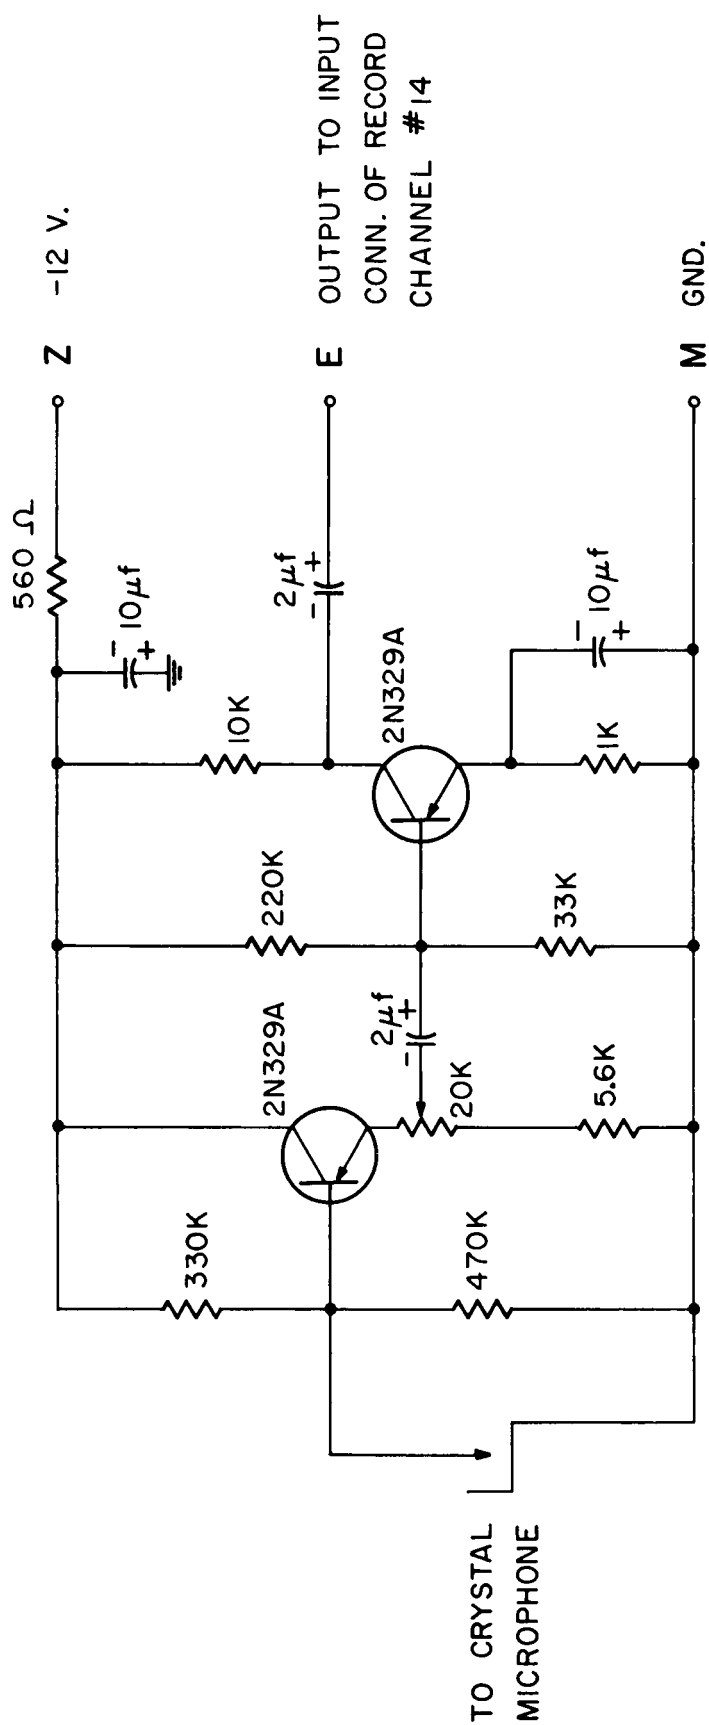 560 Ω
Z -12 V.
- 10μf
+
10K
220K
2N329A
330K
2μf
- +
E OUTPUT TO INPUT
CONN. OF RECORD
CHANNEL #14
2N329A
2μf
- +
20K
470K
33K
- 10μf
+
1K
5.6K
M GND.
TO CRYSTAL
MICROPHONE